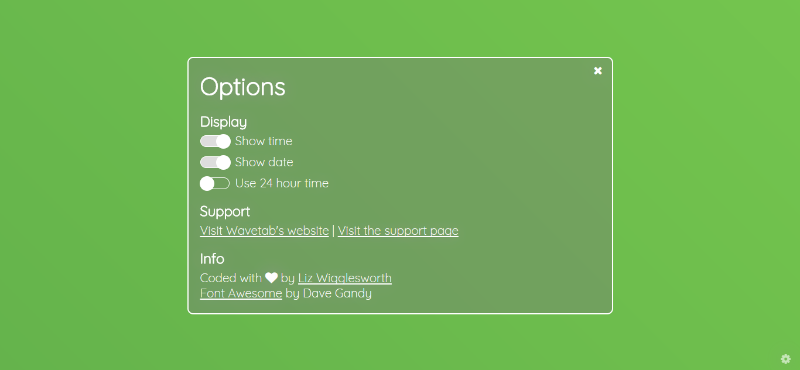 Options
Display
Show time
Show date
Use 24 hour time
Support
Visit Wavetab's website | Visit the support page
Info
Coded with ♥ by Liz Wigglesworth
Font Awesome by Dave Gandy